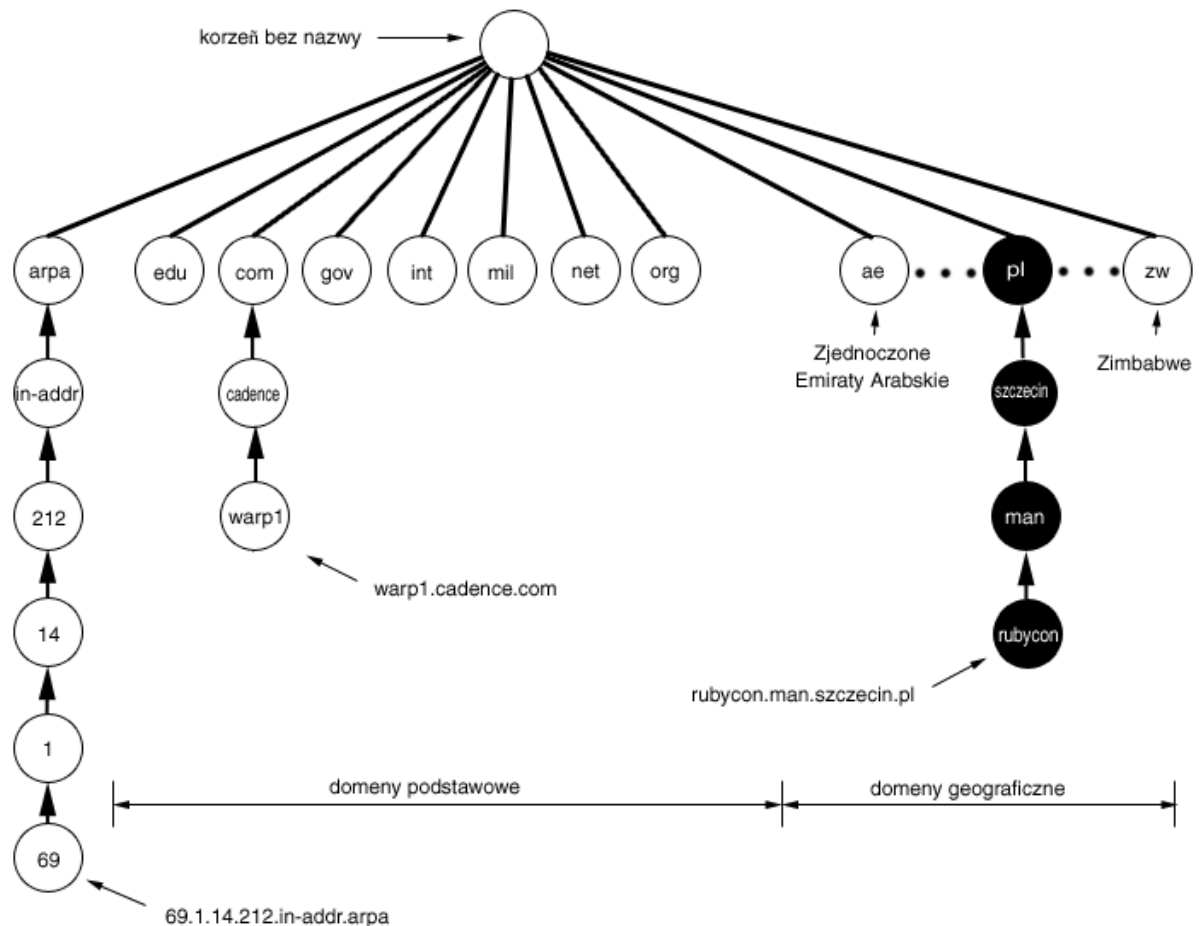 korzeñ bez nazwy
arpa
edu
com
gov
int
mil
net
org
ae
pl
zw
Zjednoczone
Emiraty Arabskie
Zimbabwe
in-addr
cadence
szczecin
212
warp1
man
warp1.cadence.com
14
rubycon
rubycon.man.szczecin.pl
1
domeny podstawowe
domeny geograficzne
69
69.1.14.212.in-addr.arpa